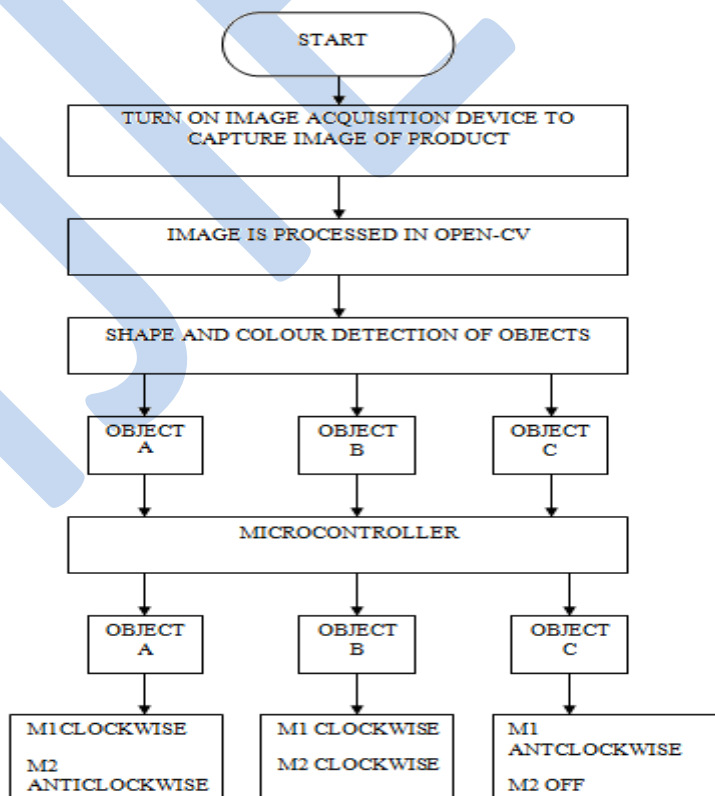 START
TURN ON IMAGE ACQUISITION DEVICE TO
CAPTURE IMAGE OF PRODUCT
IMAGE IS PROCESSED IN OPEN-CV
SHAPE AND COLOUR DETECTION OF OBJECTS
OBJECT
A
OBJECT
B
OBJECT
C
MICROCONTROLLER
OBJECT
A
OBJECT
B
OBJECT
C
M1CLOCKWISE
M2
ANTICLOCKWISE
M1 CLOCKWISE
M2 CLOCKWISE
M1
ANTCLOCKWISE
M2 OFF